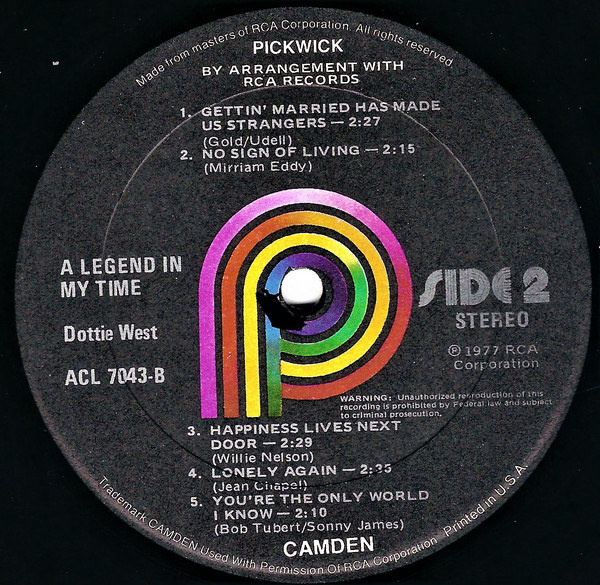 Made from masters of RCA Corporation. All rights reserved
PICKWICK
BY ARRANGEMENT WITH
RCA RECORDS
1. GETTIN' MARRIED HAS MADE
US STRANGERS — 2:27
(Gold/Udell)
2. NO SIGN OF LIVING — 2:15
(Mirriam Eddy)
A LEGEND IN
MY TIME
Dottie West
ACL 7043-B
SIDE 2
STEREO
℗ 1977 RCA
Corporation
WARNING: Unauthorized reproduction of this
recording is prohibited by Federal law and subject
to criminal prosecution.
3. HAPPINESS LIVES NEXT
DOOR — 2:29
(Willie Nelson)
4. LONELY AGAIN — 2:35
(Jean Chapel)
5. YOU'RE THE ONLY WORLD
I KNOW — 2:10
(Bob Tubert/Sonny James)
CAMDEN
Trademark CAMDEN Used With Permission Of RCA Corporation Printed in U.S.A.